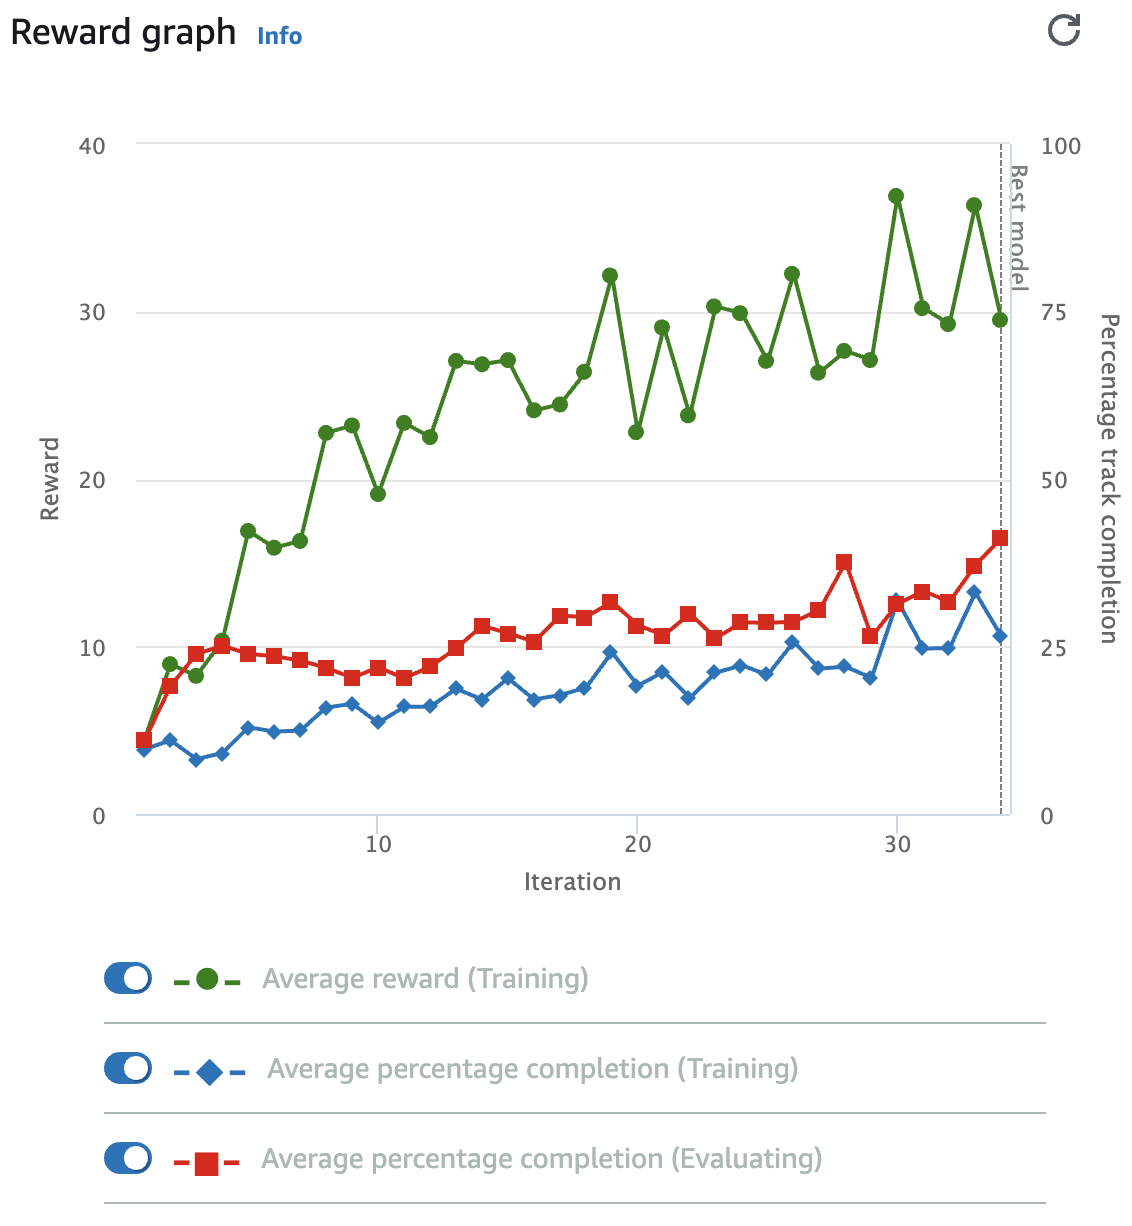 Reward graph Info
40
100
Best model
30
75
Percentage track completion
Reward
20
50
10
25
0
0
10
20
30
Iteration
Average reward (Training)
Average percentage completion (Training)
Average percentage completion (Evaluating)